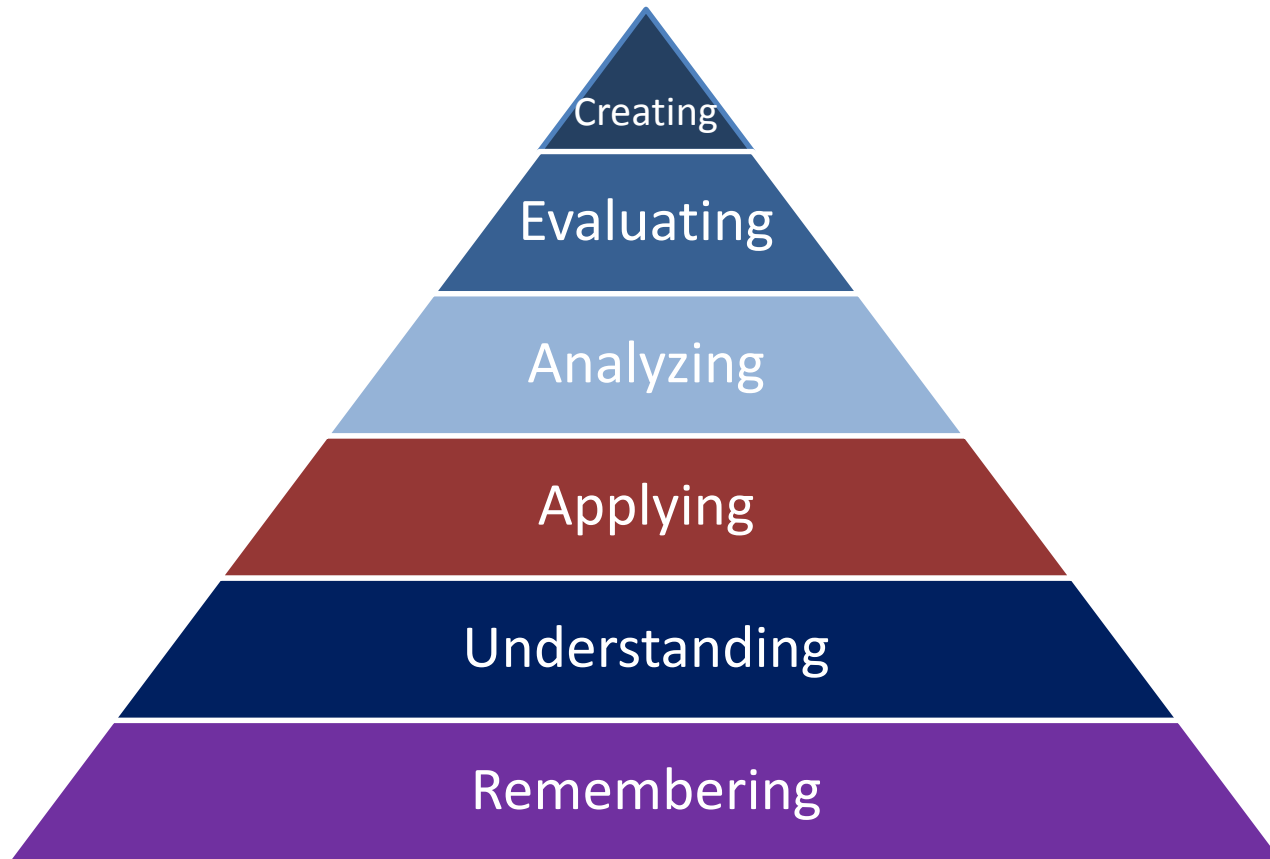 Creating
Evaluating
Analyzing
Applying
Understanding
Remembering